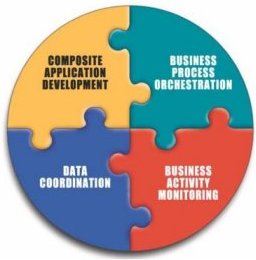 COMPOSITE
APPLICATION
DEVELOPMENT
BUSINESS
PROCESS
ORCHESTRATION
DATA
COORDINATION
BUSINESS
ACTIVITY
MONITORING